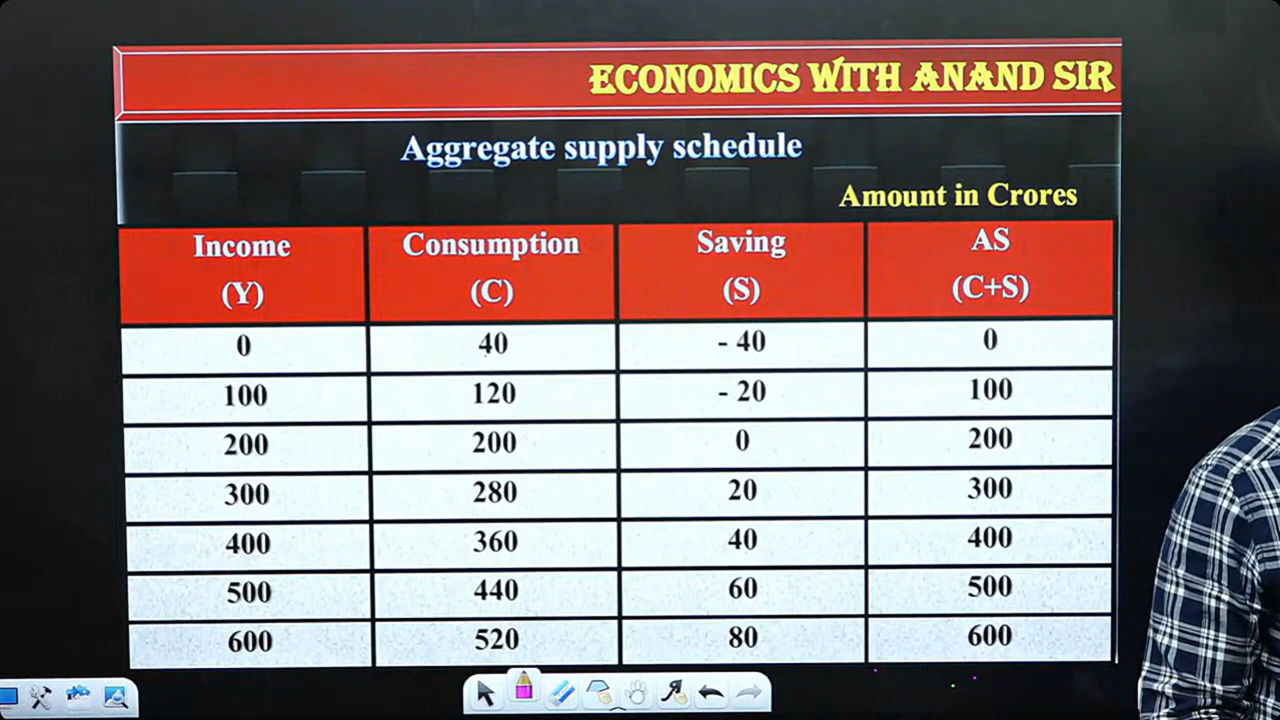 ECONOMICS WITH ANAND SIR
Aggregate supply schedule
Amount in Crores
Income (Y) Consumption (C) Saving (S) AS (C+S)
0 40 - 40 0
100 120 - 20 100
200 200 0 200
300 280 20 300
400 360 40 400
500 440 60 500
600 520 80 600